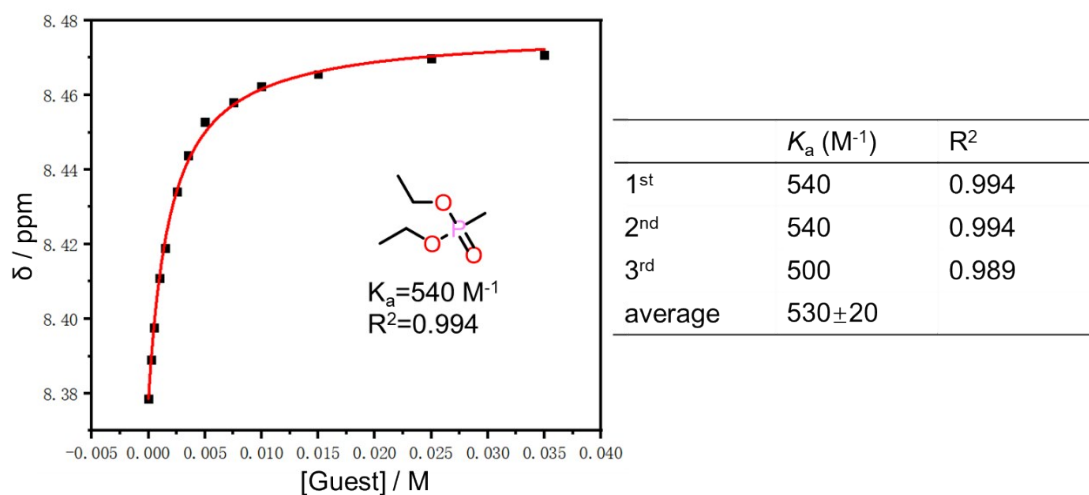 δ / ppm
8.48
8.46
8.44
8.42
8.40
8.38
-0.005 0.000 0.005 0.010 0.015 0.020 0.025 0.030 0.035 0.040
[Guest] / M
O
P
O
O
Kₐ=540 M⁻¹
R²=0.994
Kₐ (M⁻¹) R²
1ˢᵗ 540 0.994
2ⁿᵈ 540 0.994
3ʳᵈ 500 0.989
average 530±20